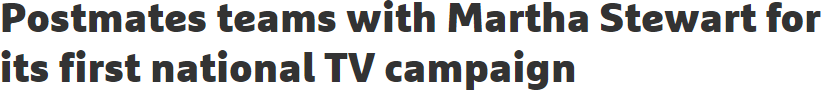 Postmates teams with Martha Stewart for
its first national TV campaign